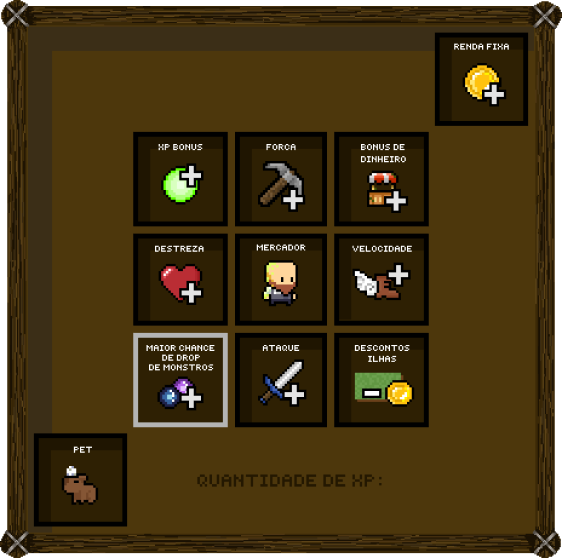 RENDA FIXA
XP BONUS
FORCA
BONUS DE
DINHEIRO
DESTREZA
MERCADOR
VELOCIDADE
MAIOR CHANCE
DE DROP
DE MONSTROS
ATAQUE
DESCONTOS
ILHAS
PET
QUANTIDADE DE XP: